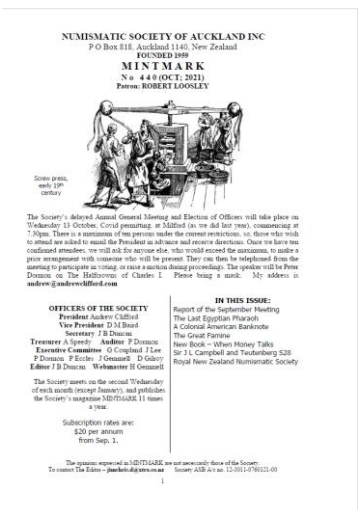 NUMISMATIC SOCIETY OF AUCKLAND INC
P O Box 818, Auckland 1140, New Zealand
FOUNDED 1959
MINTMARK
No 440 (OCT; 2021)
Patron: ROBERT LOOSLEY
Screw press,
early 19th
century
The Society's delayed Annual General Meeting and Election of Officers will take place on
Wednesday 13 October, Covid permitting, at Milford (as we did last year), commencing at
7.30pm. There is a maximum of ten persons under the current restrictions, so, those who wish
to attend are asked to email the President in advance and receive directions. Once we have ten
confirmed attendees, we will ask for anyone else, who would exceed the maximum, to make a
prior arrangement with someone who will be present. They can then be telephoned from the
meeting to participate in voting, or raise a motion during proceedings. The speaker will be Peter
Dormon on The Halfcrowns of Charles I. Please bring a mask. My address is
andrew@andrewclifford.com
OFFICERS OF THE SOCIETY
President Andrew Clifford
Vice President D M Baird
Secretary J B Duncan
Treasurer A Speedy Auditor P Dormon
Executive Committee G Coupland J Lee
P Dormon P Eccles J Gemmell D Gilroy
Editor J B Duncan Webmaster H Gemmell
The Society meets on the second Wednesday
of each month (except January), and publishes
the Society's magazine MINTMARK 11 times
a year.
Subscription rates are:
$20 per annum
from Sep. 1.
IN THIS ISSUE:
Report of the September Meeting
The Last Egyptian Pharaoh
A Colonial American Banknote
The Great Famine
New Book – When Money Talks
Sir J L Campbell and Teutenberg S28
Royal New Zealand Numismatic Society
The opinions expressed in MINTMARK are not necessarily those of the Society.
To contact The Editor – Society ASB A/c no. 12-3011-0760121-00
1